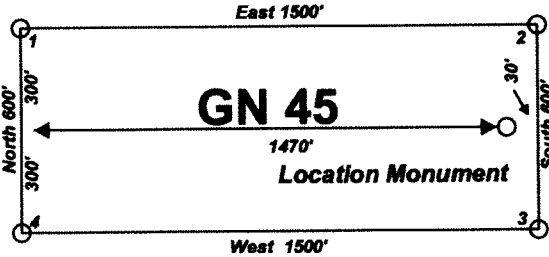 East 1500'
1
2
North 600'
300'
300'
GN 45
1470'
30'
South 600'
Location Monument
4
3
West 1500'